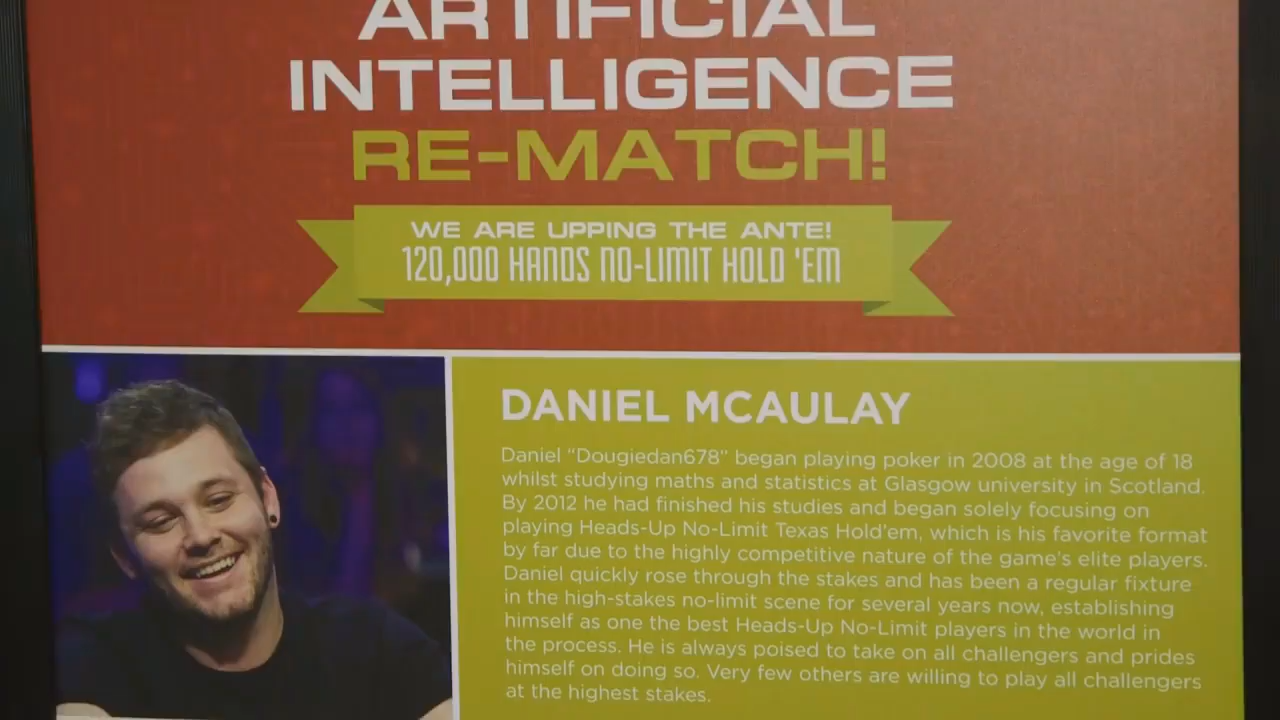 ARTIFICIAL
INTELLIGENCE
RE-MATCH!
WE ARE UPPING THE ANTE!
120,000 HANDS NO-LIMIT HOLD 'EM
DANIEL MCAULAY
Daniel “Dougiedan678” began playing poker in 2008 at the age of 18
whilst studying maths and statistics at Glasgow university in Scotland.
By 2012 he had finished his studies and began solely focusing on
playing Heads-Up No-Limit Texas Hold’em, which is his favorite format
by far due to the highly competitive nature of the game’s elite players.
Daniel quickly rose through the stakes and has been a regular fixture
in the high-stakes no-limit scene for several years now, establishing
himself as one the best Heads-Up No-Limit players in the world in
the process. He is always poised to take on all challengers and prides
himself on doing so. Very few others are willing to play all challengers
at the highest stakes.